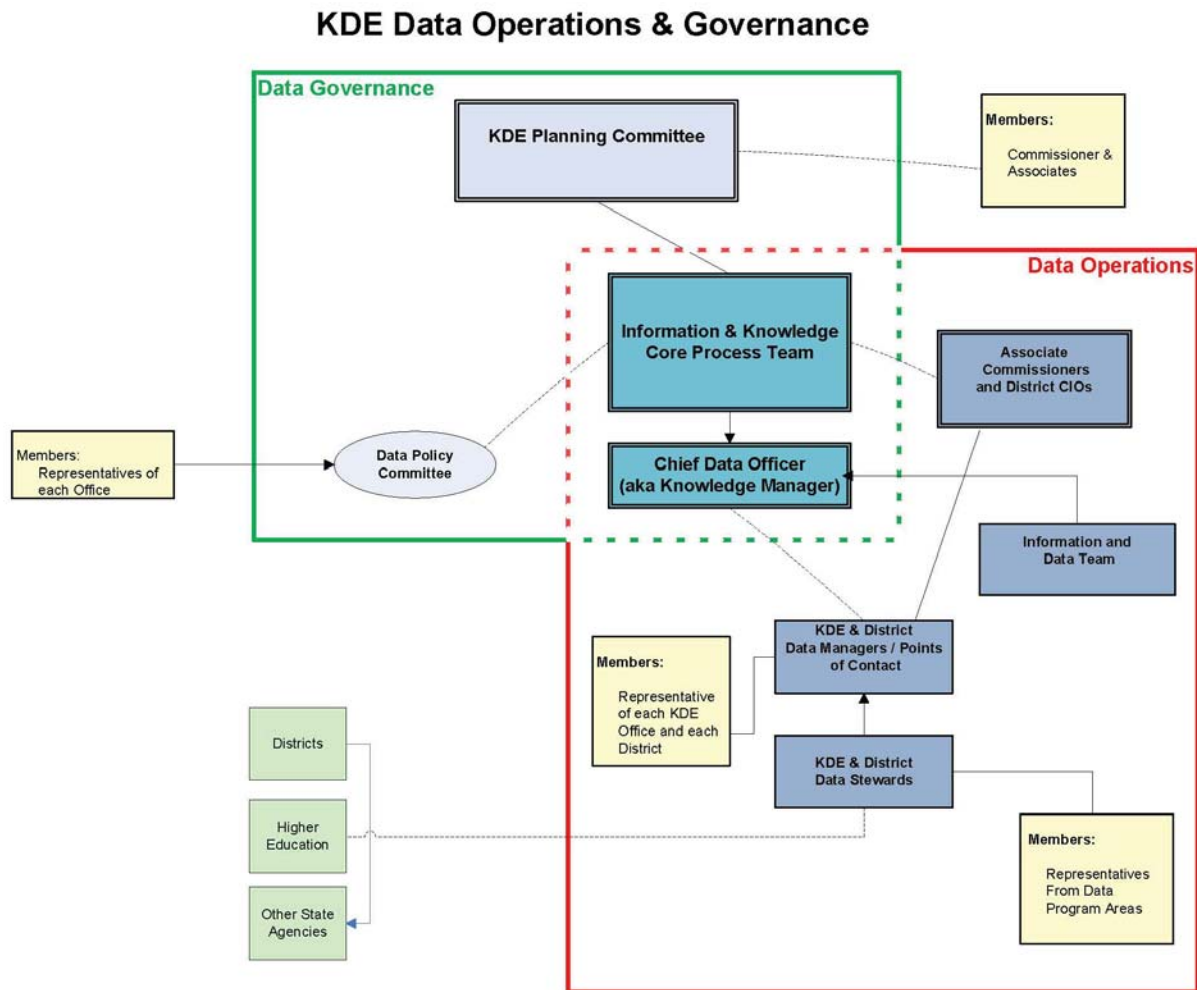 KDE Data Operations & Governance
Data Governance
KDE Planning Committee
Members:
Commissioner &
Associates
Data Operations
Information & Knowledge
Core Process Team
Associate
Commissioners
and District CIOs
Members:
Representatives of
each Office
Data Policy
Committee
Chief Data Officer
(aka Knowledge Manager)
Information and
Data Team
KDE & District
Data Managers / Points
of Contact
Members:
Representative
of each KDE
Office and each
District
KDE & District
Data Stewards
Districts
Higher
Education
Other State
Agencies
Members:
Representatives
From Data
Program Areas